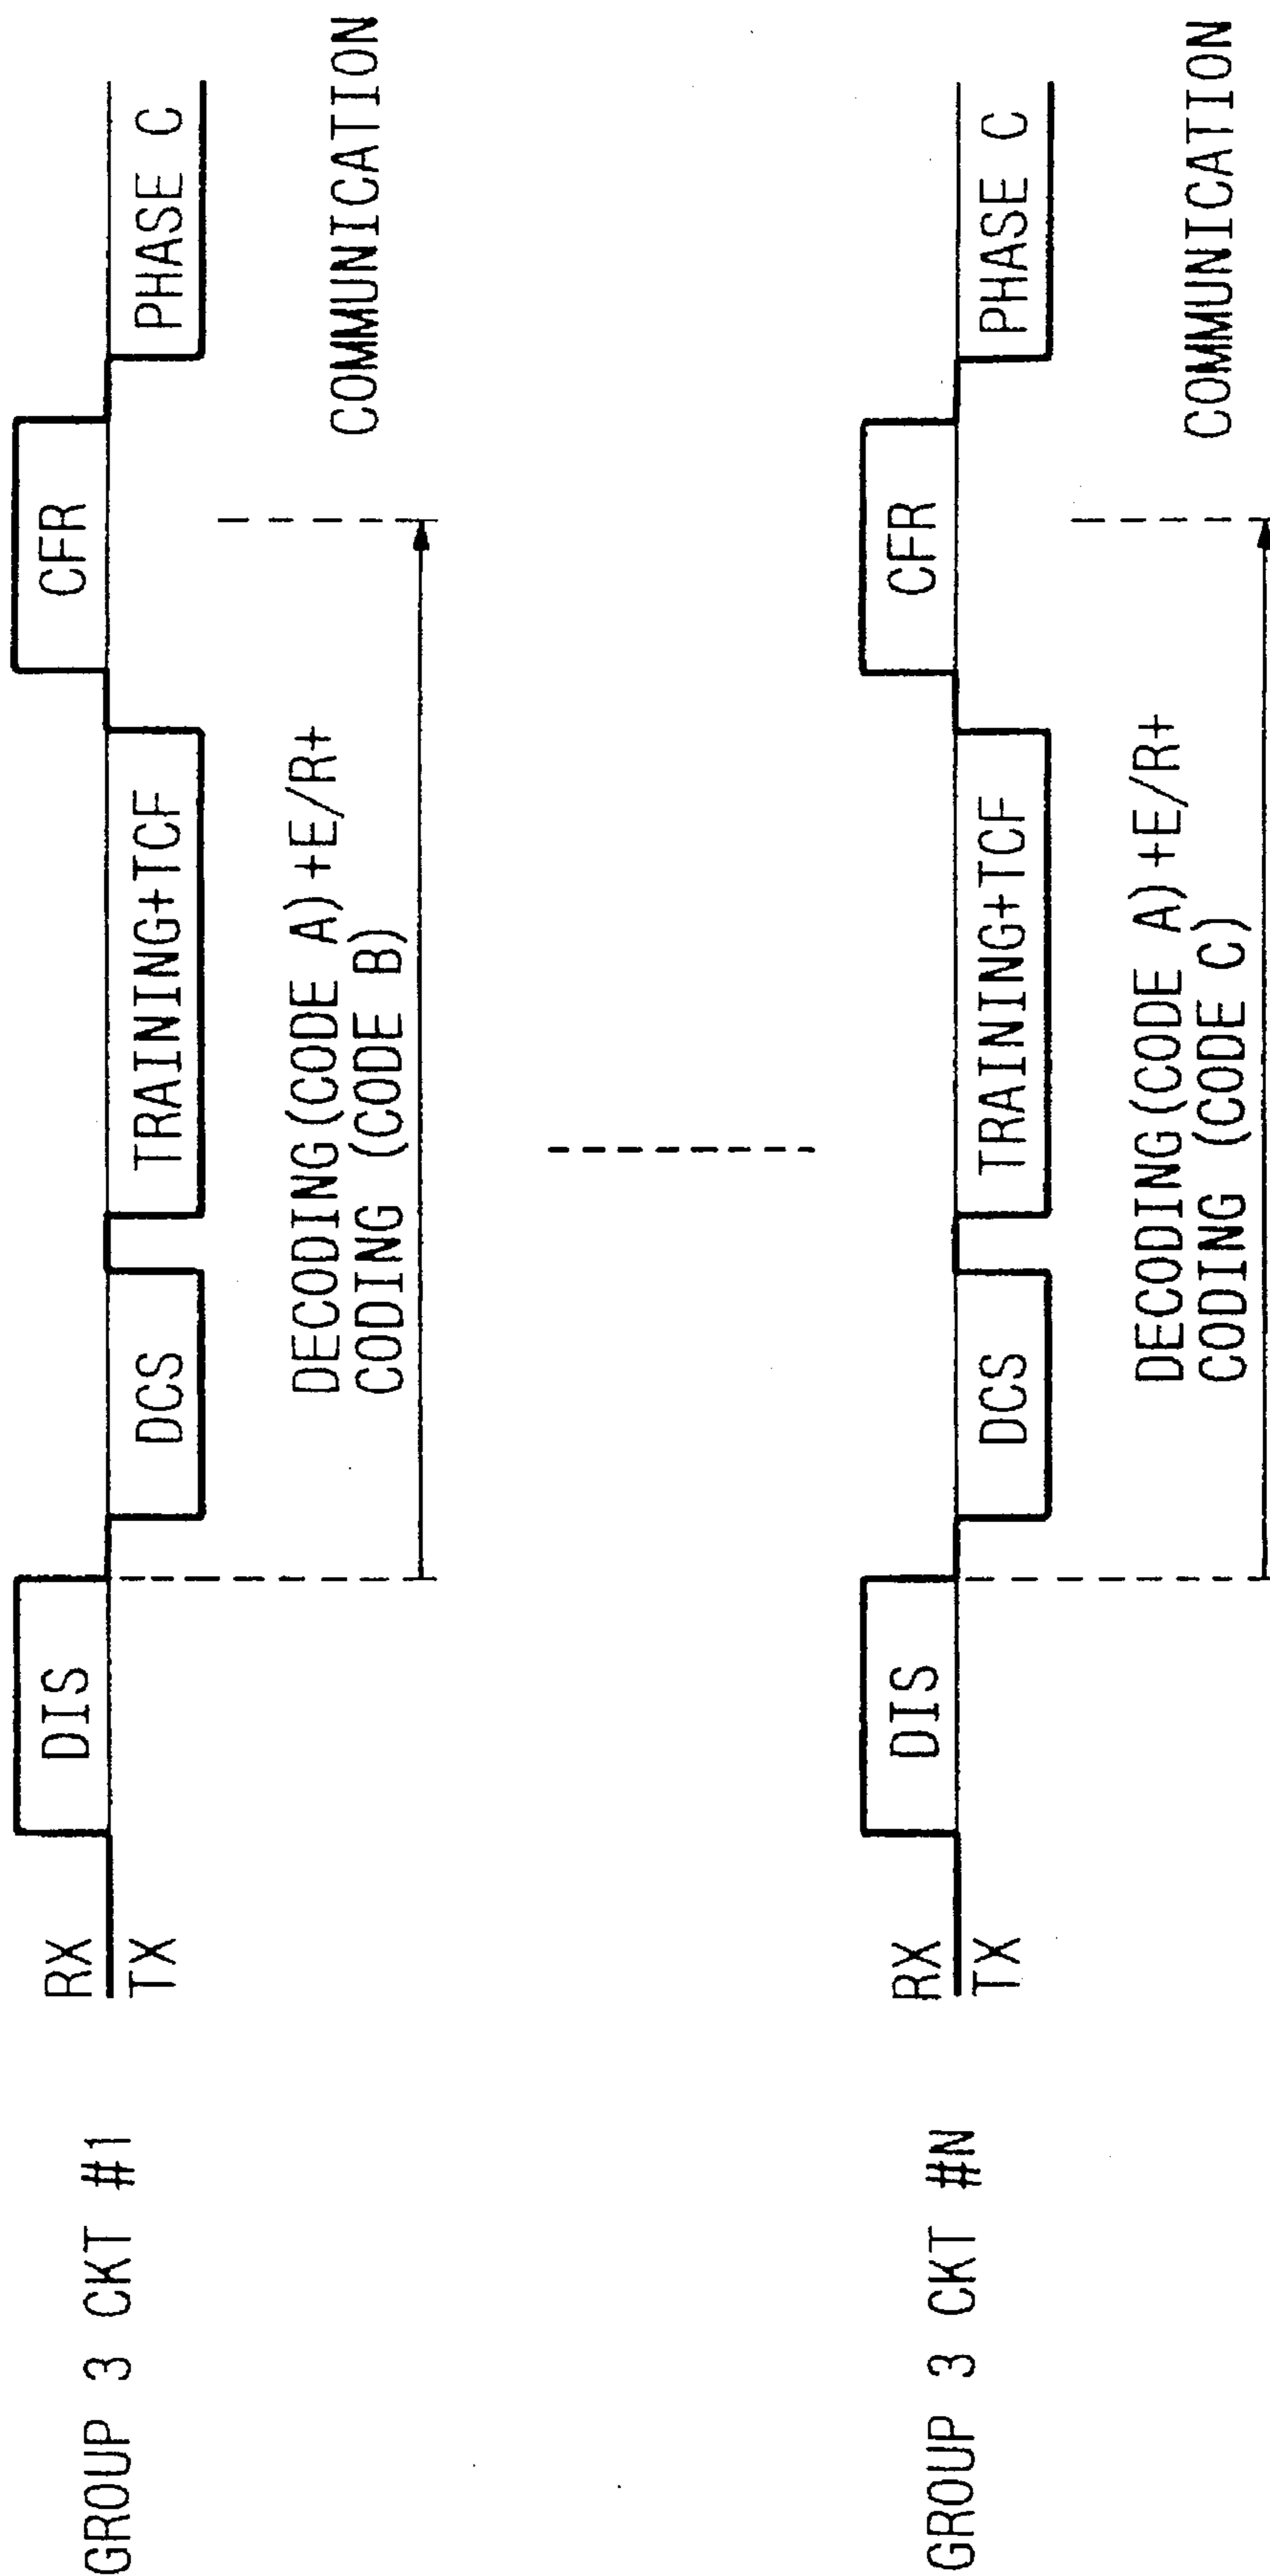 GROUP 3 CKT #1
RX
TX
DIS
DCS
TRAINING+TCF
CFR
PHASE C
DECODING(CODE A)+E/R+
CODING (CODE B)
COMMUNICATION
GROUP 3 CKT #N
RX
TX
DIS
DCS
TRAINING+TCF
CFR
PHASE C
DECODING(CODE A)+E/R+
CODING (CODE C)
COMMUNICATION